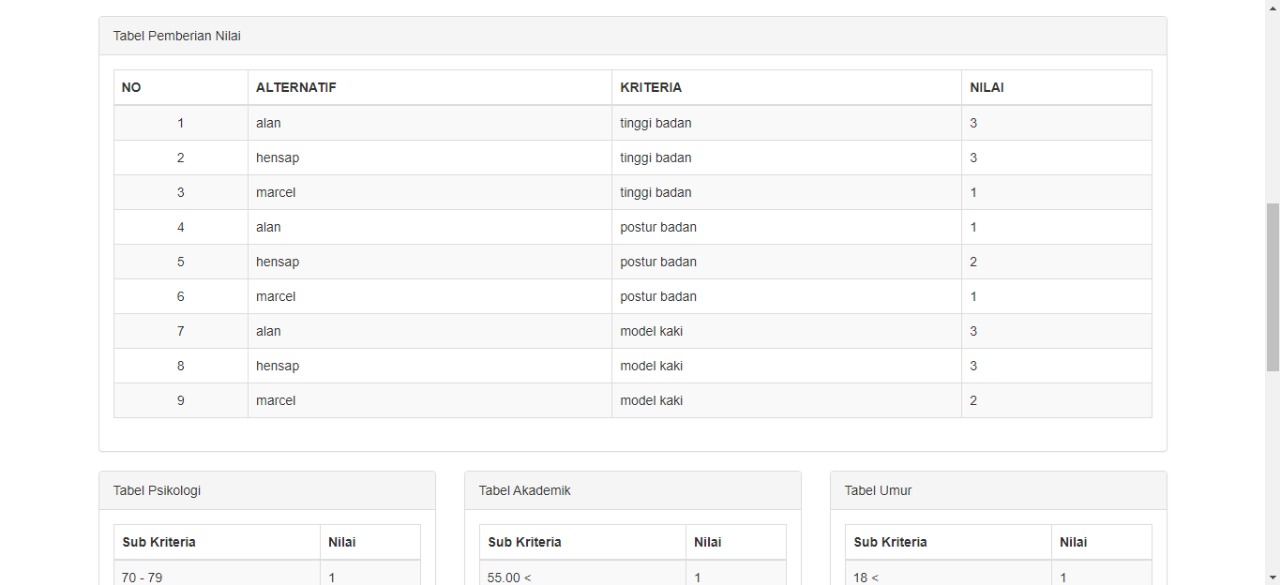 Tabel Pemberian Nilai
NO ALTERNATIF KRITERIA NILAI
1 alan tinggi badan 3
2 hensap tinggi badan 3
3 marcel tinggi badan 1
4 alan postur badan 1
5 hensap postur badan 2
6 marcel postur badan 1
7 alan model kaki 3
8 hensap model kaki 3
9 marcel model kaki 2
Tabel Psikologi Tabel Akademik Tabel Umur
Sub Kriteria Nilai Sub Kriteria Nilai Sub Kriteria Nilai
70 - 79 1 55.00 < 1 18 < 1